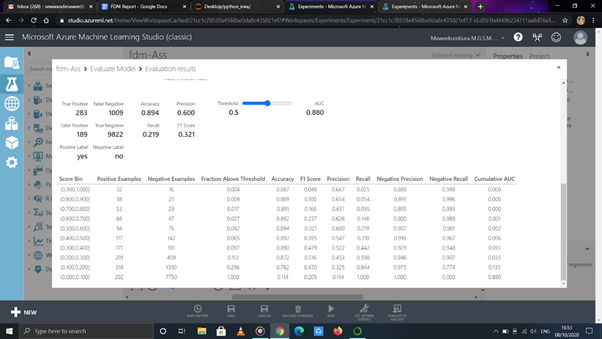 Inbox (268) - sewwandimaweel
FDM Report - Google Docs
Desktop/python_inwa/
Experiments - Microsoft Azure M
Experiments - Microsoft Azure M
Microsoft Azure Machine Learning Studio (classic)
Maweekumbura M.G.S.M. ...
fdm-Ass
Finished running
Properties Project
fdm-Ass > Evaluate Model > Evaluation results
True Positive False Negative Accuracy Precision Threshold AUC
283 1009 0.894 0.600 0.5 0.880
False Positive True Negative Recall F1 Score
189 9822 0.219 0.321
Positive Label Negative Label
yes no
Score Bin Positive Examples Negative Examples Fraction Above Threshold Accuracy F1 Score Precision Recall Negative Precision Negative Recall Cumulative AUC
(0.900,1.000] 32 16 0.004 0.887 0.048 0.667 0.025 0.888 0.998 0.000
(0.800,0.900] 38 21 0.009 0.889 0.100 0.654 0.054 0.891 0.996 0.000
(0.700,0.800] 53 29 0.017 0.891 0.166 0.651 0.095 0.895 0.993 0.000
(0.600,0.700] 66 47 0.027 0.892 0.237 0.626 0.146 0.900 0.989 0.001
(0.500,0.600] 94 76 0.042 0.894 0.321 0.600 0.219 0.907 0.981 0.002
(0.400,0.500] 117 142 0.065 0.892 0.395 0.547 0.310 0.916 0.967 0.006
(0.300,0.400] 171 191 0.097 0.890 0.479 0.522 0.442 0.929 0.948 0.013
(0.200,0.300] 201 409 0.151 0.872 0.516 0.453 0.598 0.946 0.907 0.035
(0.100,0.200] 318 1330 0.296 0.782 0.470 0.325 0.844 0.975 0.774 0.133
(0.000,0.100] 202 7750 1.000 0.114 0.205 0.114 1.000 1.000 0.000 0.880
regression
NEW
RUN HISTORY SAVE SAVE AS DISCARD CHANGES RUN SET UP WEB SERVICE PUBLISH TO GALLERY
Type here to search
ENG
16:53
08/10/2020